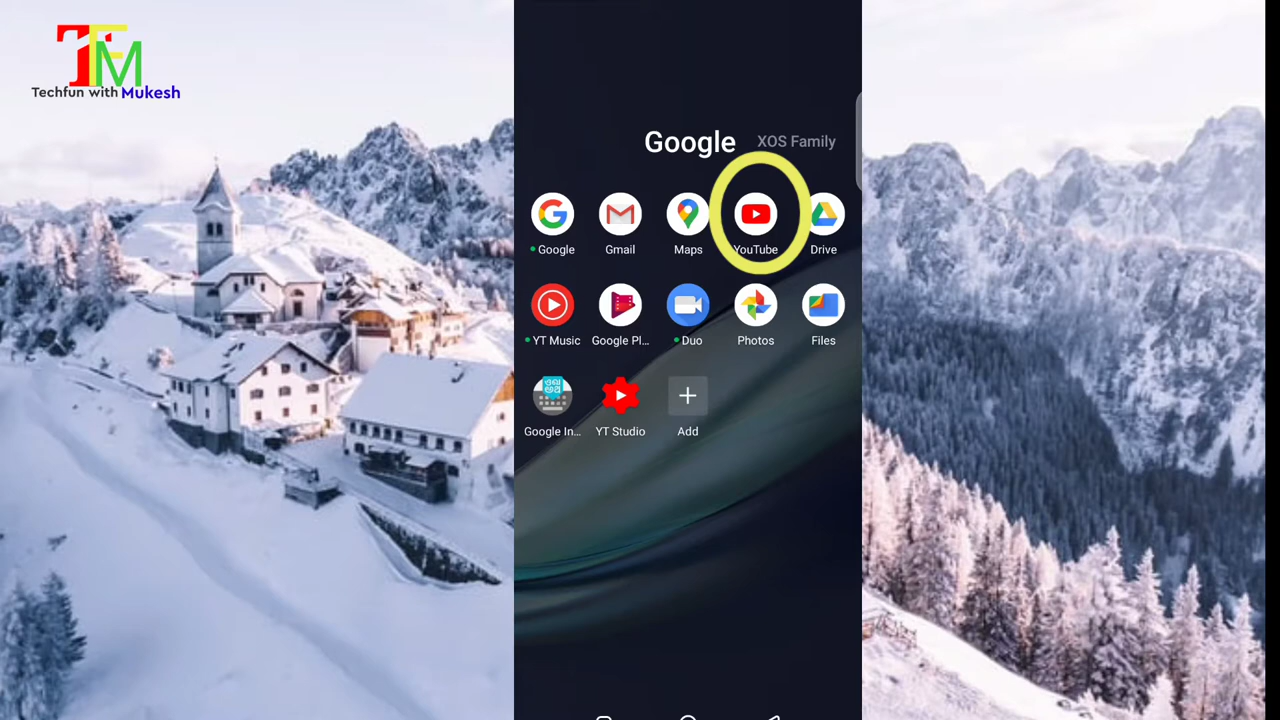 TFM
Techfun with Mukesh
Google XOS Family
Google Gmail Maps YouTube Drive
YT Music Google Pl... Duo Photos Files
Google In... YT Studio Add